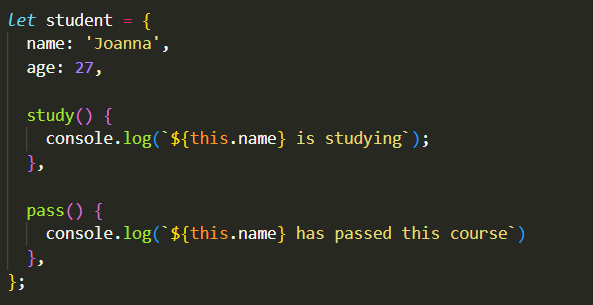 let student = {
  name: 'Joanna',
  age: 27,

  study() {
    console.log(`${this.name} is studying`);
  },

  pass() {
    console.log(`${this.name} has passed this course`)
  },
};